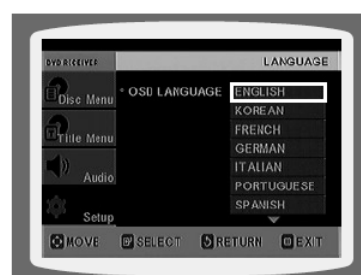 DVD RECEIVER LANGUAGE
Disc Menu
Title Menu
Audio
Setup
• OSD LANGUAGE
ENGLISH
KOREAN
FRENCH
GERMAN
ITALIAN
PORTUGUESE
SPANISH
MOVE SELECT RETURN EXIT